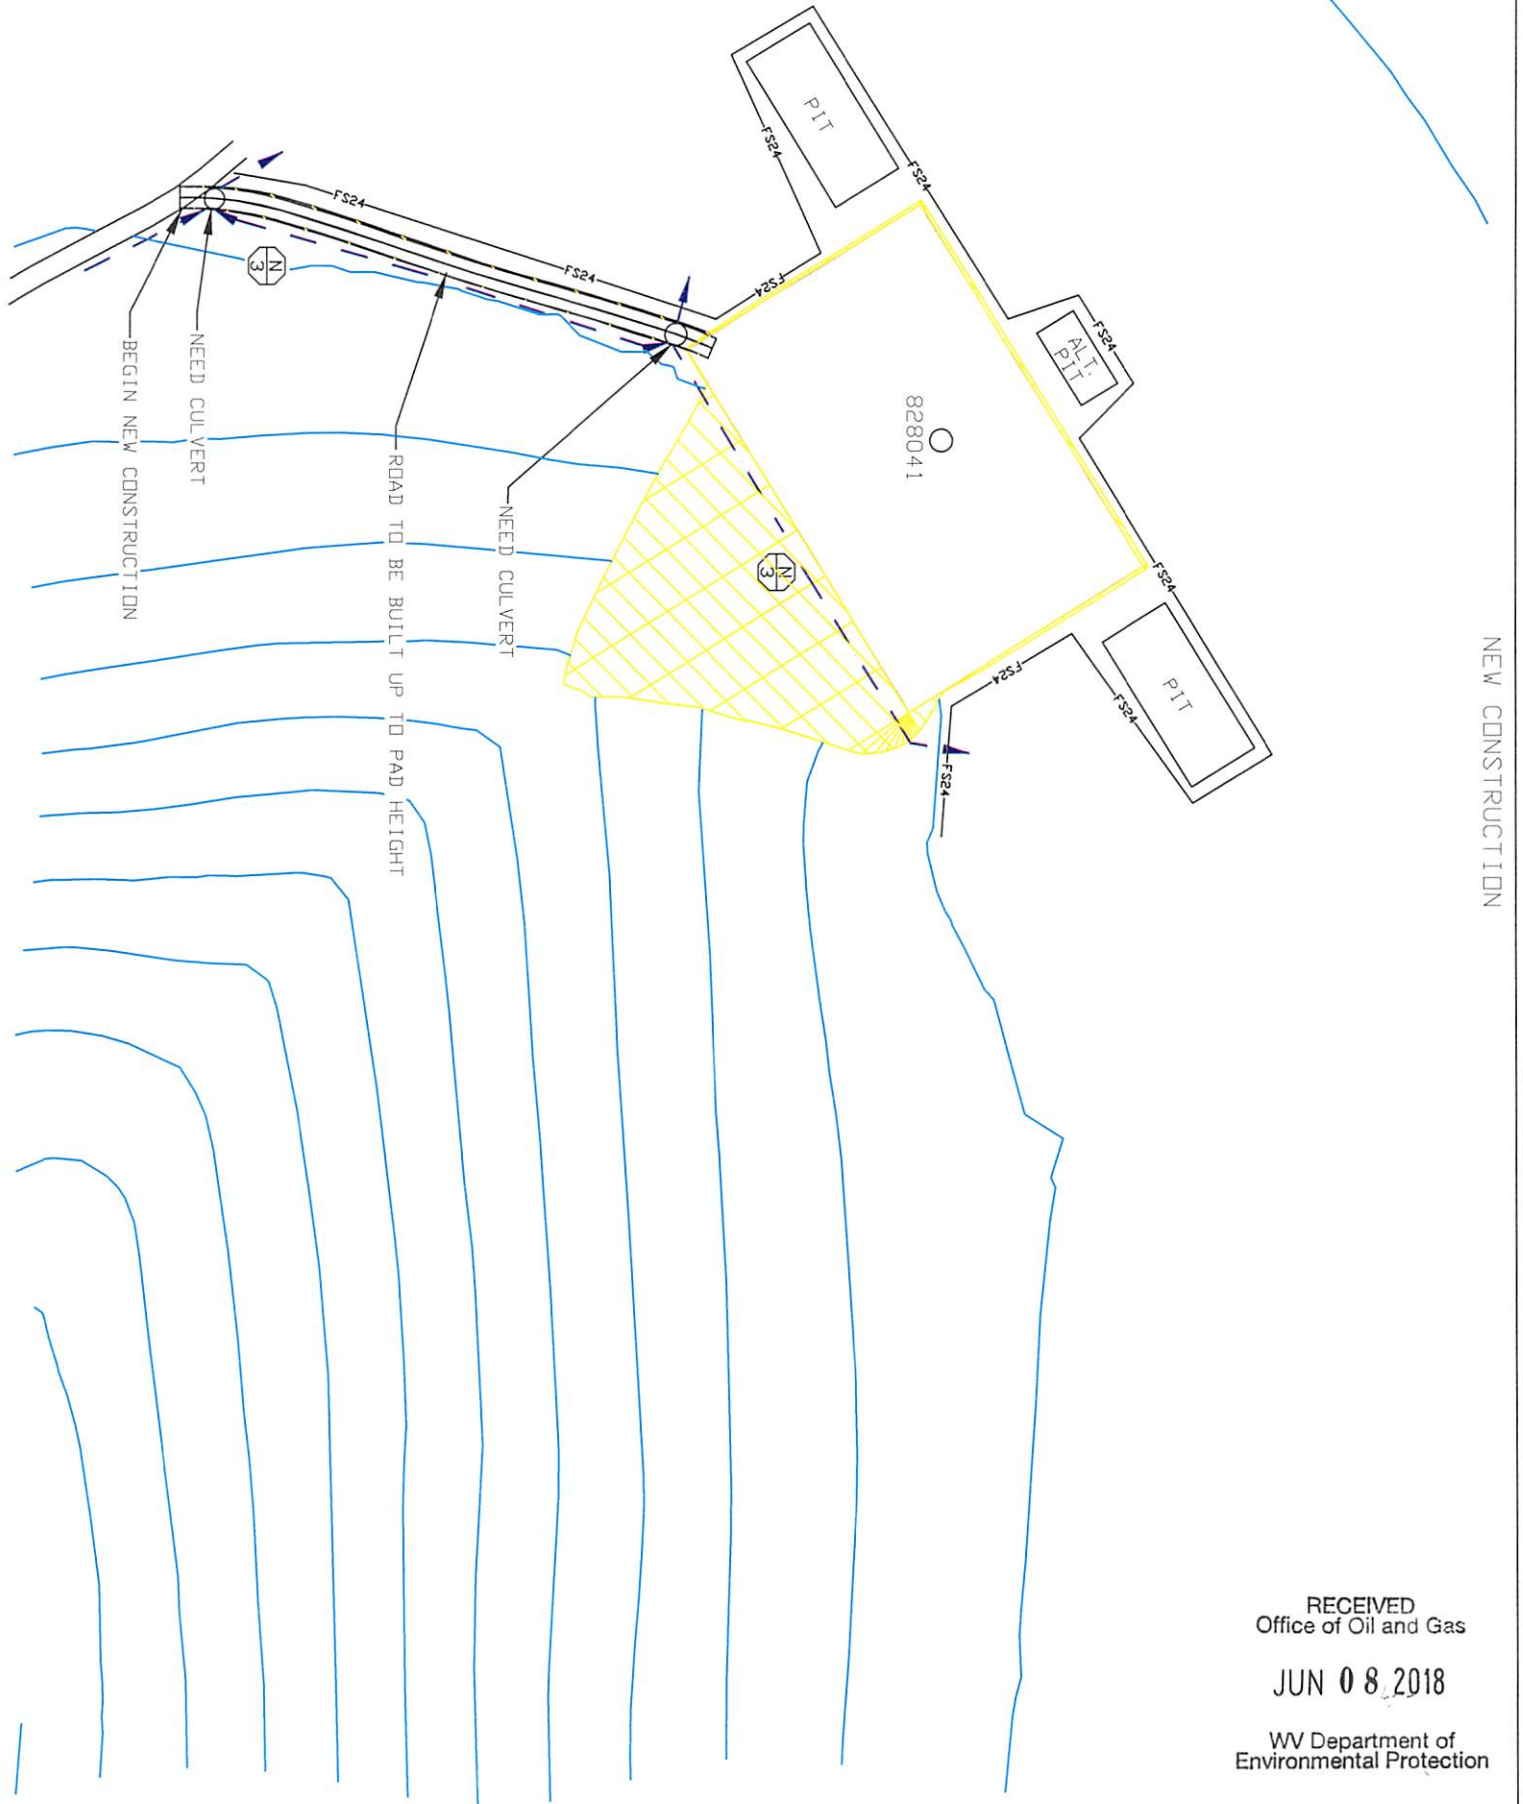 NEW CONSTRUCTION
PIT
FS24
FS24
FS24
FS24
FS24
FS24
ALT.
PIT
FS24
828041
N
3
N
3
FS24
PIT
FS24
FS24
FS24
NEED CULVERT
BEGIN NEW CONSTRUCTION
ROAD TO BE BUILT UP TO PAD HEIGHT
NEED CULVERT
RECEIVED
Office of Oil and Gas
JUN 08 2018
WV Department of
Environmental Protection